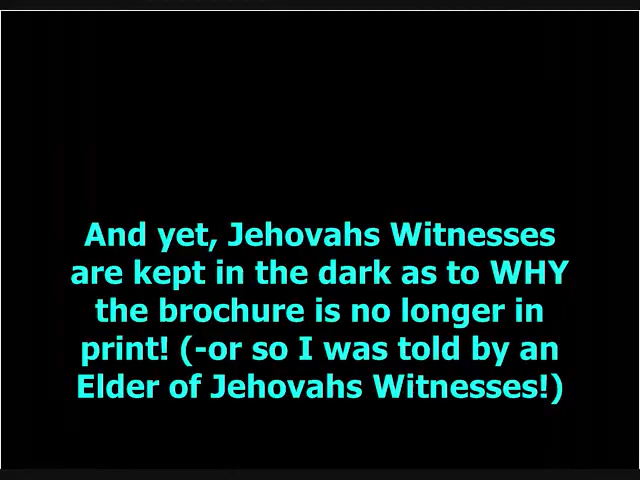 And yet, Jehovahs Witnesses
are kept in the dark as to WHY
the brochure is no longer in
print! (-or so I was told by an
Elder of Jehovahs Witnesses!)